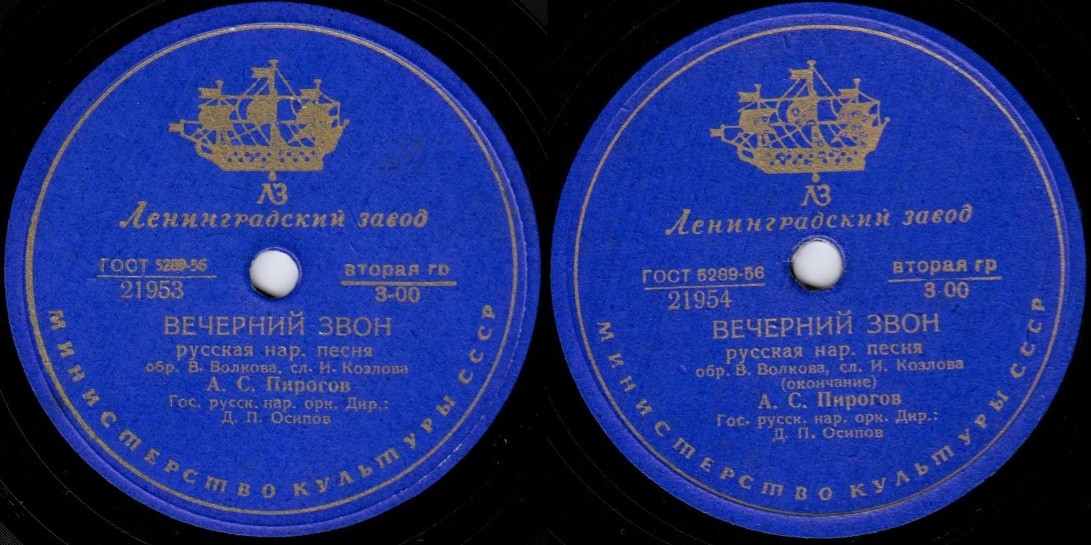 ЛЗ
Ленинградский завод
ГОСТ 5289-56
21953
вторая гр
3-00
ВЕЧЕРНИЙ ЗВОН
русская нар. песня
обр. В. Волкова, сл. И. Козлова
А. С. Пирогов
Гос. русск. нар. орк. Дир.:
Д. П. Осипов
МИНИСТЕРСТВО КУЛЬТУРЫ СССР
ЛЗ
Ленинградский завод
ГОСТ 5289-56
21954
вторая гр
3-00
ВЕЧЕРНИЙ ЗВОН
русская нар. песня
обр. В. Волкова, сл. И. Козлова
(окончание)
А. С. Пирогов
Гос. русск. нар. орк. Дир.:
Д. П. Осипов
МИНИСТЕРСТВО КУЛЬТУРЫ СССР